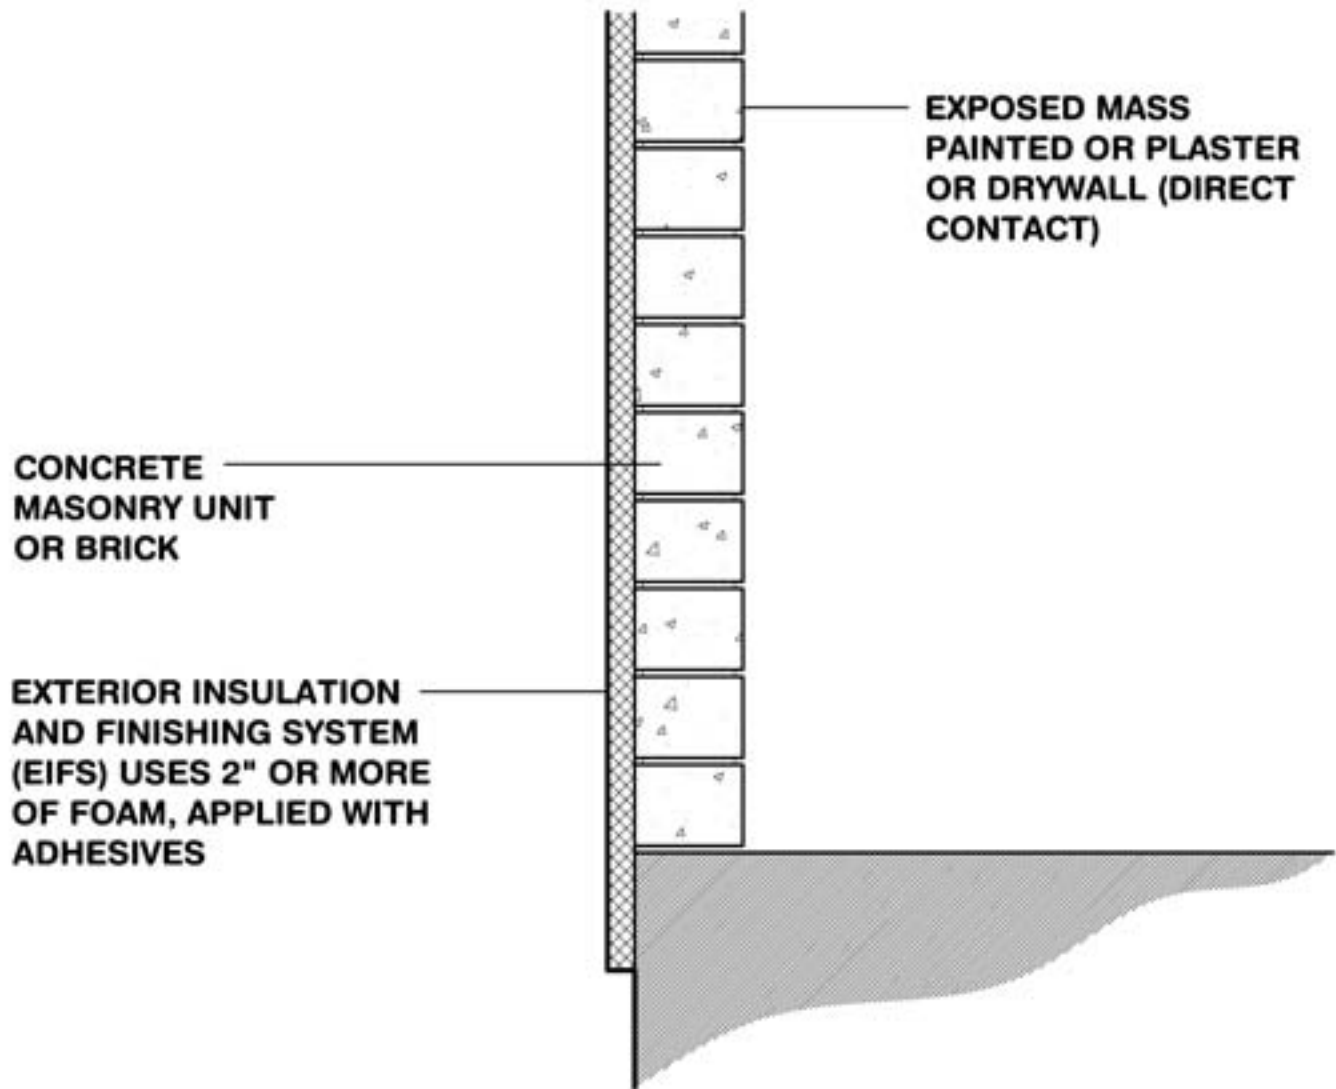 EXPOSED MASS
PAINTED OR PLASTER
OR DRYWALL (DIRECT
CONTACT)
CONCRETE
MASONRY UNIT
OR BRICK
EXTERIOR INSULATION
AND FINISHING SYSTEM
(EIFS) USES 2" OR MORE
OF FOAM, APPLIED WITH
ADHESIVES